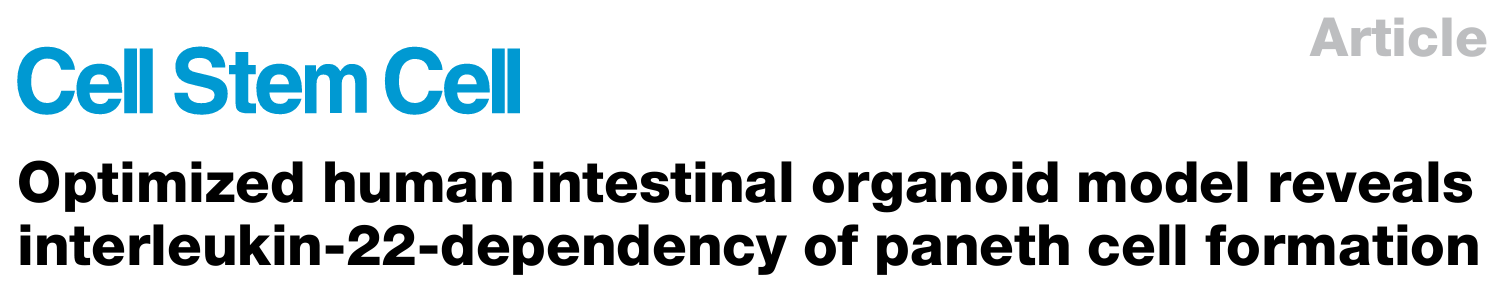 Article
Cell Stem Cell
Optimized human intestinal organoid model reveals
interleukin-22-dependency of paneth cell formation